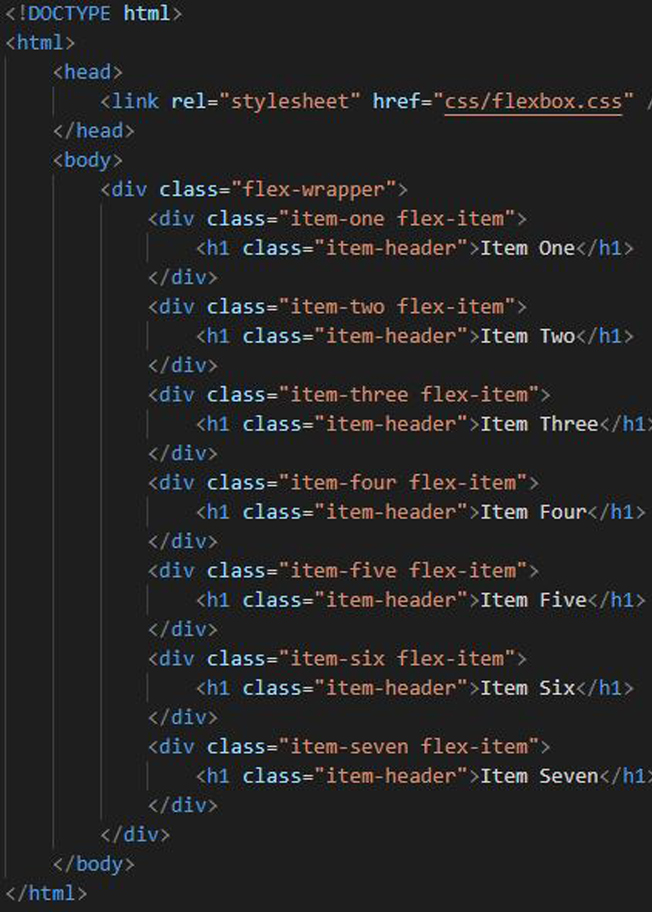 <!DOCTYPE html>
<html>
<head>
<link rel="stylesheet" href="css/flexbox.css" /
</head>
<body>
<div class="flex-wrapper">
<div class="item-one flex-item">
<h1 class="item-header">Item One</h1>
</div>
<div class="item-two flex-item">
<h1 class="item-header">Item Two</h1>
</div>
<div class="item-three flex-item">
<h1 class="item-header">Item Three</h1>
</div>
<div class="item-four flex-item">
<h1 class="item-header">Item Four</h1>
</div>
<div class="item-five flex-item">
<h1 class="item-header">Item Five</h1>
</div>
<div class="item-six flex-item">
<h1 class="item-header">Item Six</h1>
</div>
<div class="item-seven flex-item">
<h1 class="item-header">Item Seven</h1>
</div>
</div>
</body>
</html>